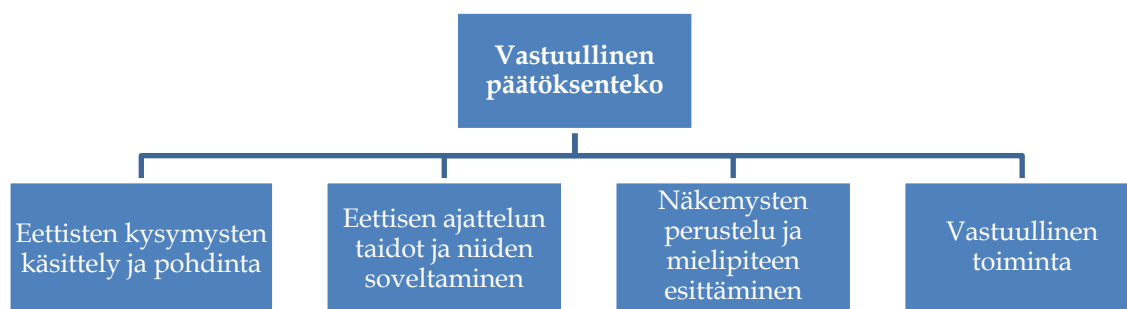 Vastuullinen
päätöksenteko
Eettisten kysymysten
käsittely ja pohdinta
Eettisen ajattelun
taidot ja niiden
soveltaminen
Näkemysten
perustelu ja
mielipiteen
esittäminen
Vastuullinen
toiminta